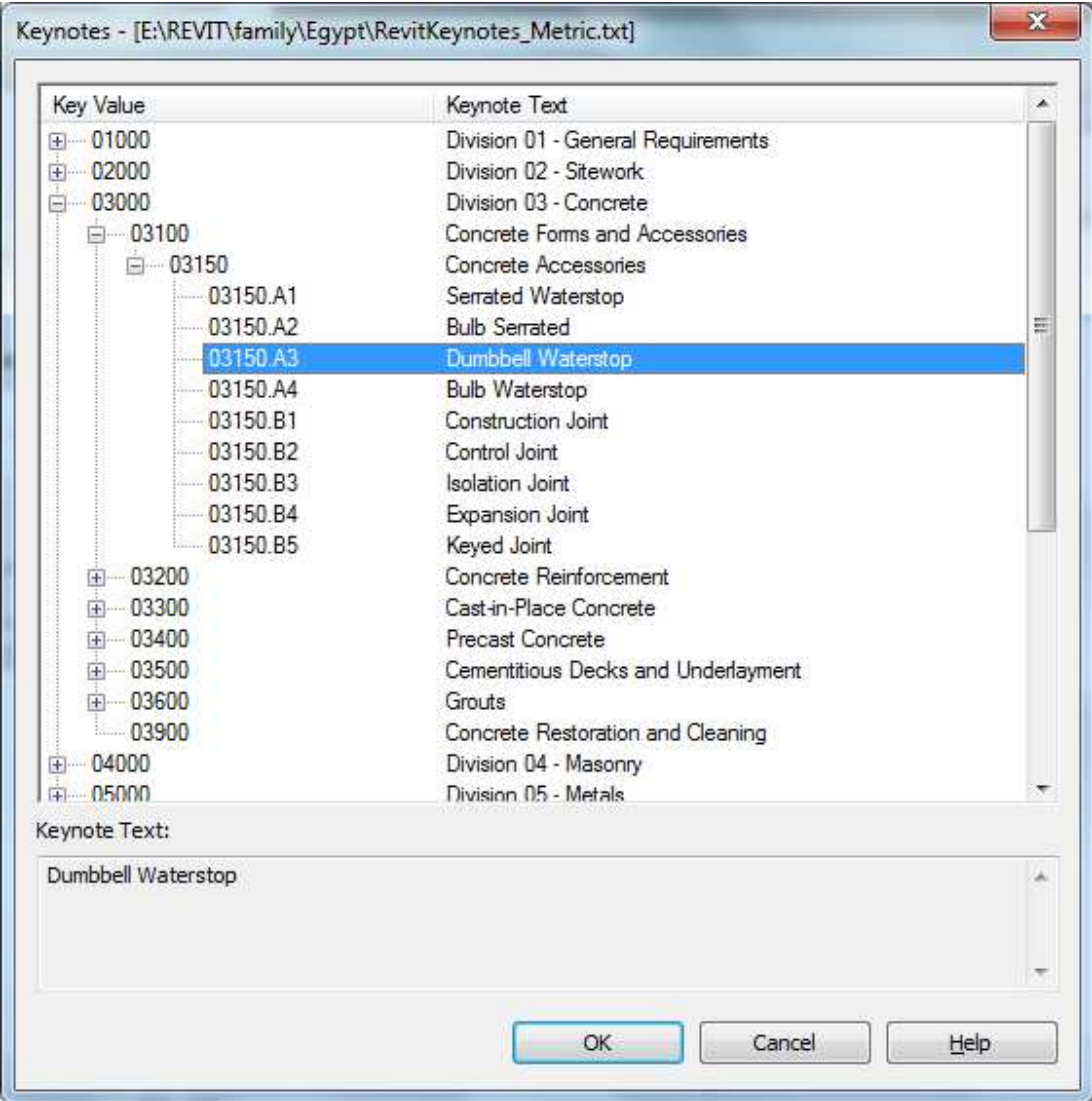 Keynotes - [E:\REVIT\family\Egypt\RevitKeynotes_Metric.txt]
Key Value Keynote Text
01000 Division 01 - General Requirements
02000 Division 02 - Sitework
03000 Division 03 - Concrete
03100 Concrete Forms and Accessories
03150 Concrete Accessories
03150.A1 Serrated Waterstop
03150.A2 Bulb Serrated
03150.A3 Dumbbell Waterstop
03150.A4 Bulb Waterstop
03150.B1 Construction Joint
03150.B2 Control Joint
03150.B3 Isolation Joint
03150.B4 Expansion Joint
03150.B5 Keyed Joint
03200 Concrete Reinforcement
03300 Cast-in-Place Concrete
03400 Precast Concrete
03500 Cementitious Decks and Underlayment
03600 Grouts
03900 Concrete Restoration and Cleaning
04000 Division 04 - Masonry
05000 Division 05 - Metals
Keynote Text:
Dumbbell Waterstop
OK Cancel Help